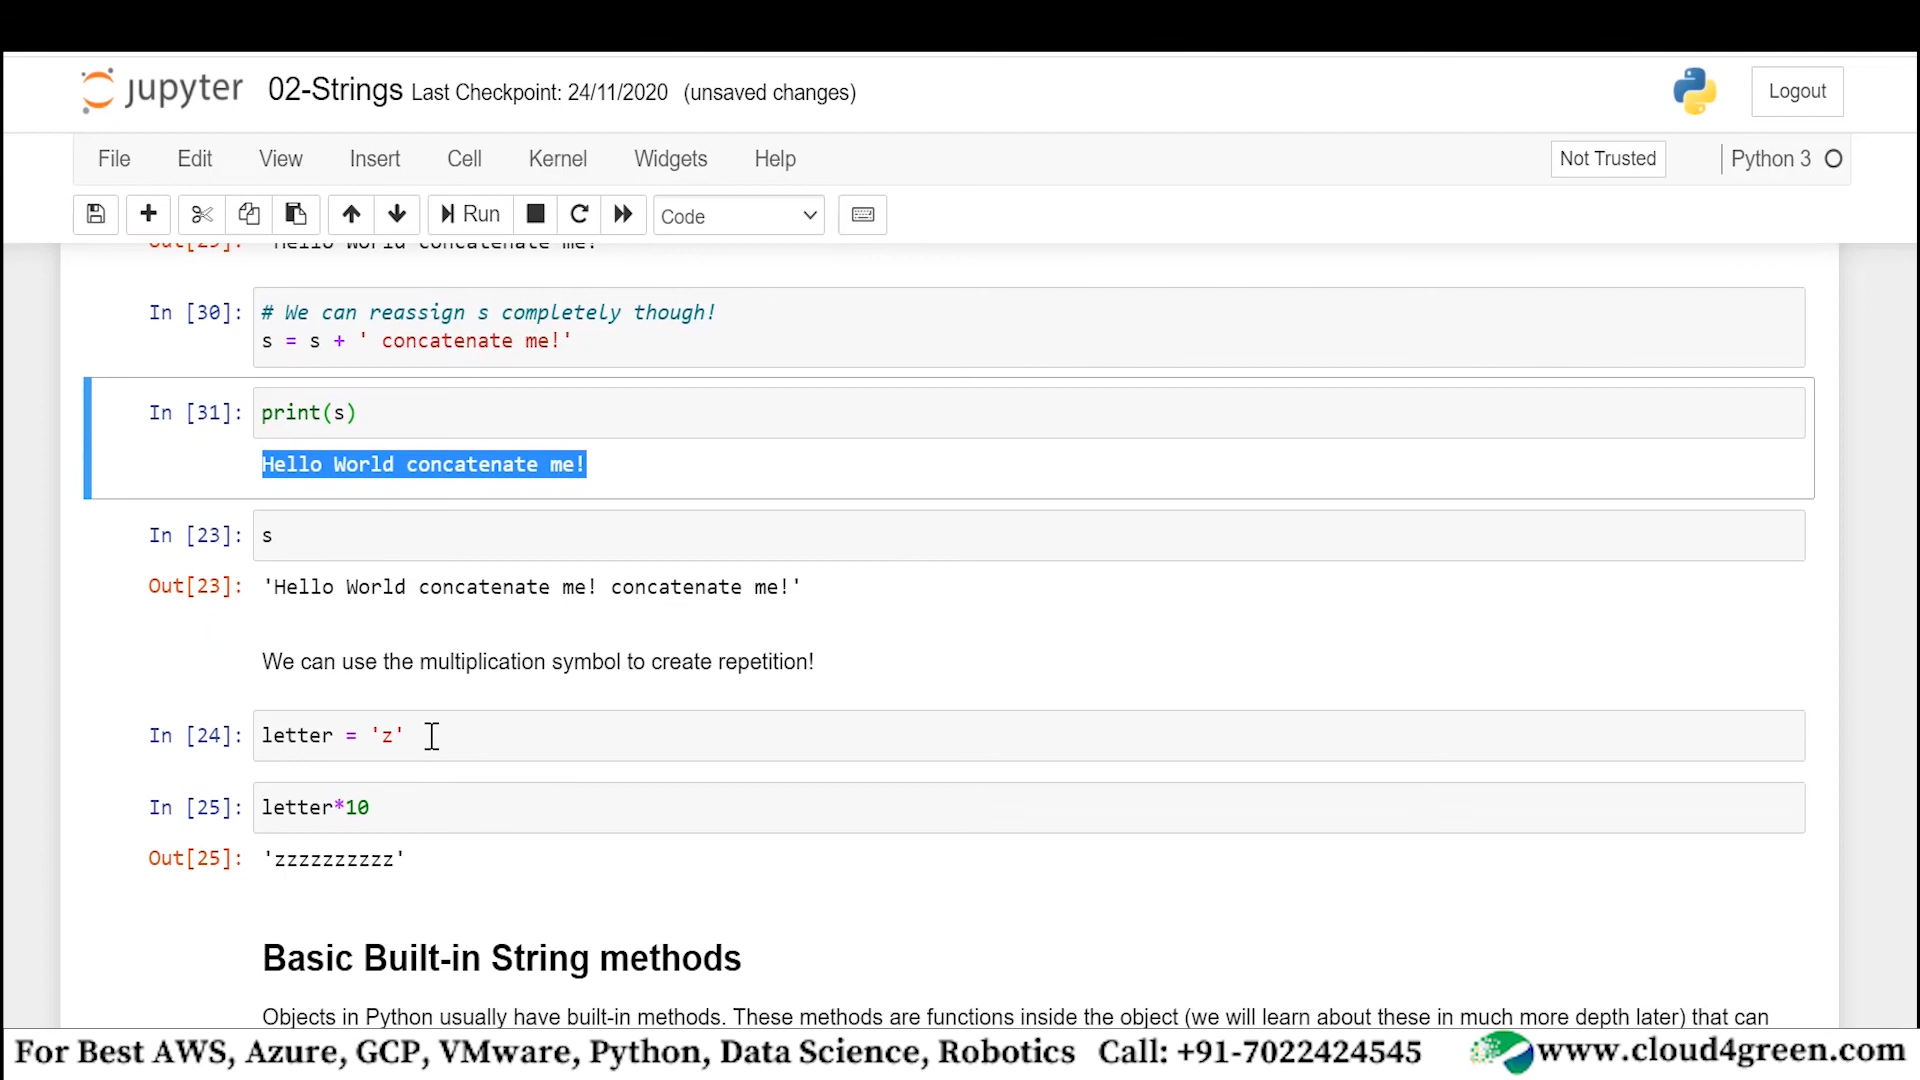 jupyter 02-Strings Last Checkpoint: 24/11/2020 (unsaved changes) Logout
File Edit View Insert Cell Kernel Widgets Help Not Trusted Python 3
Run Code
Out[29]: 'Hello World concatenate me!'
In [30]: # We can reassign s completely though!
s = s + ' concatenate me!'
In [31]: print(s)
Hello World concatenate me!
In [23]: s
Out[23]: 'Hello World concatenate me! concatenate me!'
We can use the multiplication symbol to create repetition!
In [24]: letter = 'z'
In [25]: letter*10
Out[25]: 'zzzzzzzzzz'
Basic Built-in String methods
Objects in Python usually have built-in methods. These methods are functions inside the object (we will learn about these in much more depth later) that can
For Best AWS, Azure, GCP, VMware, Python, Data Science, Robotics Call: +91-7022424545 www.cloud4green.com